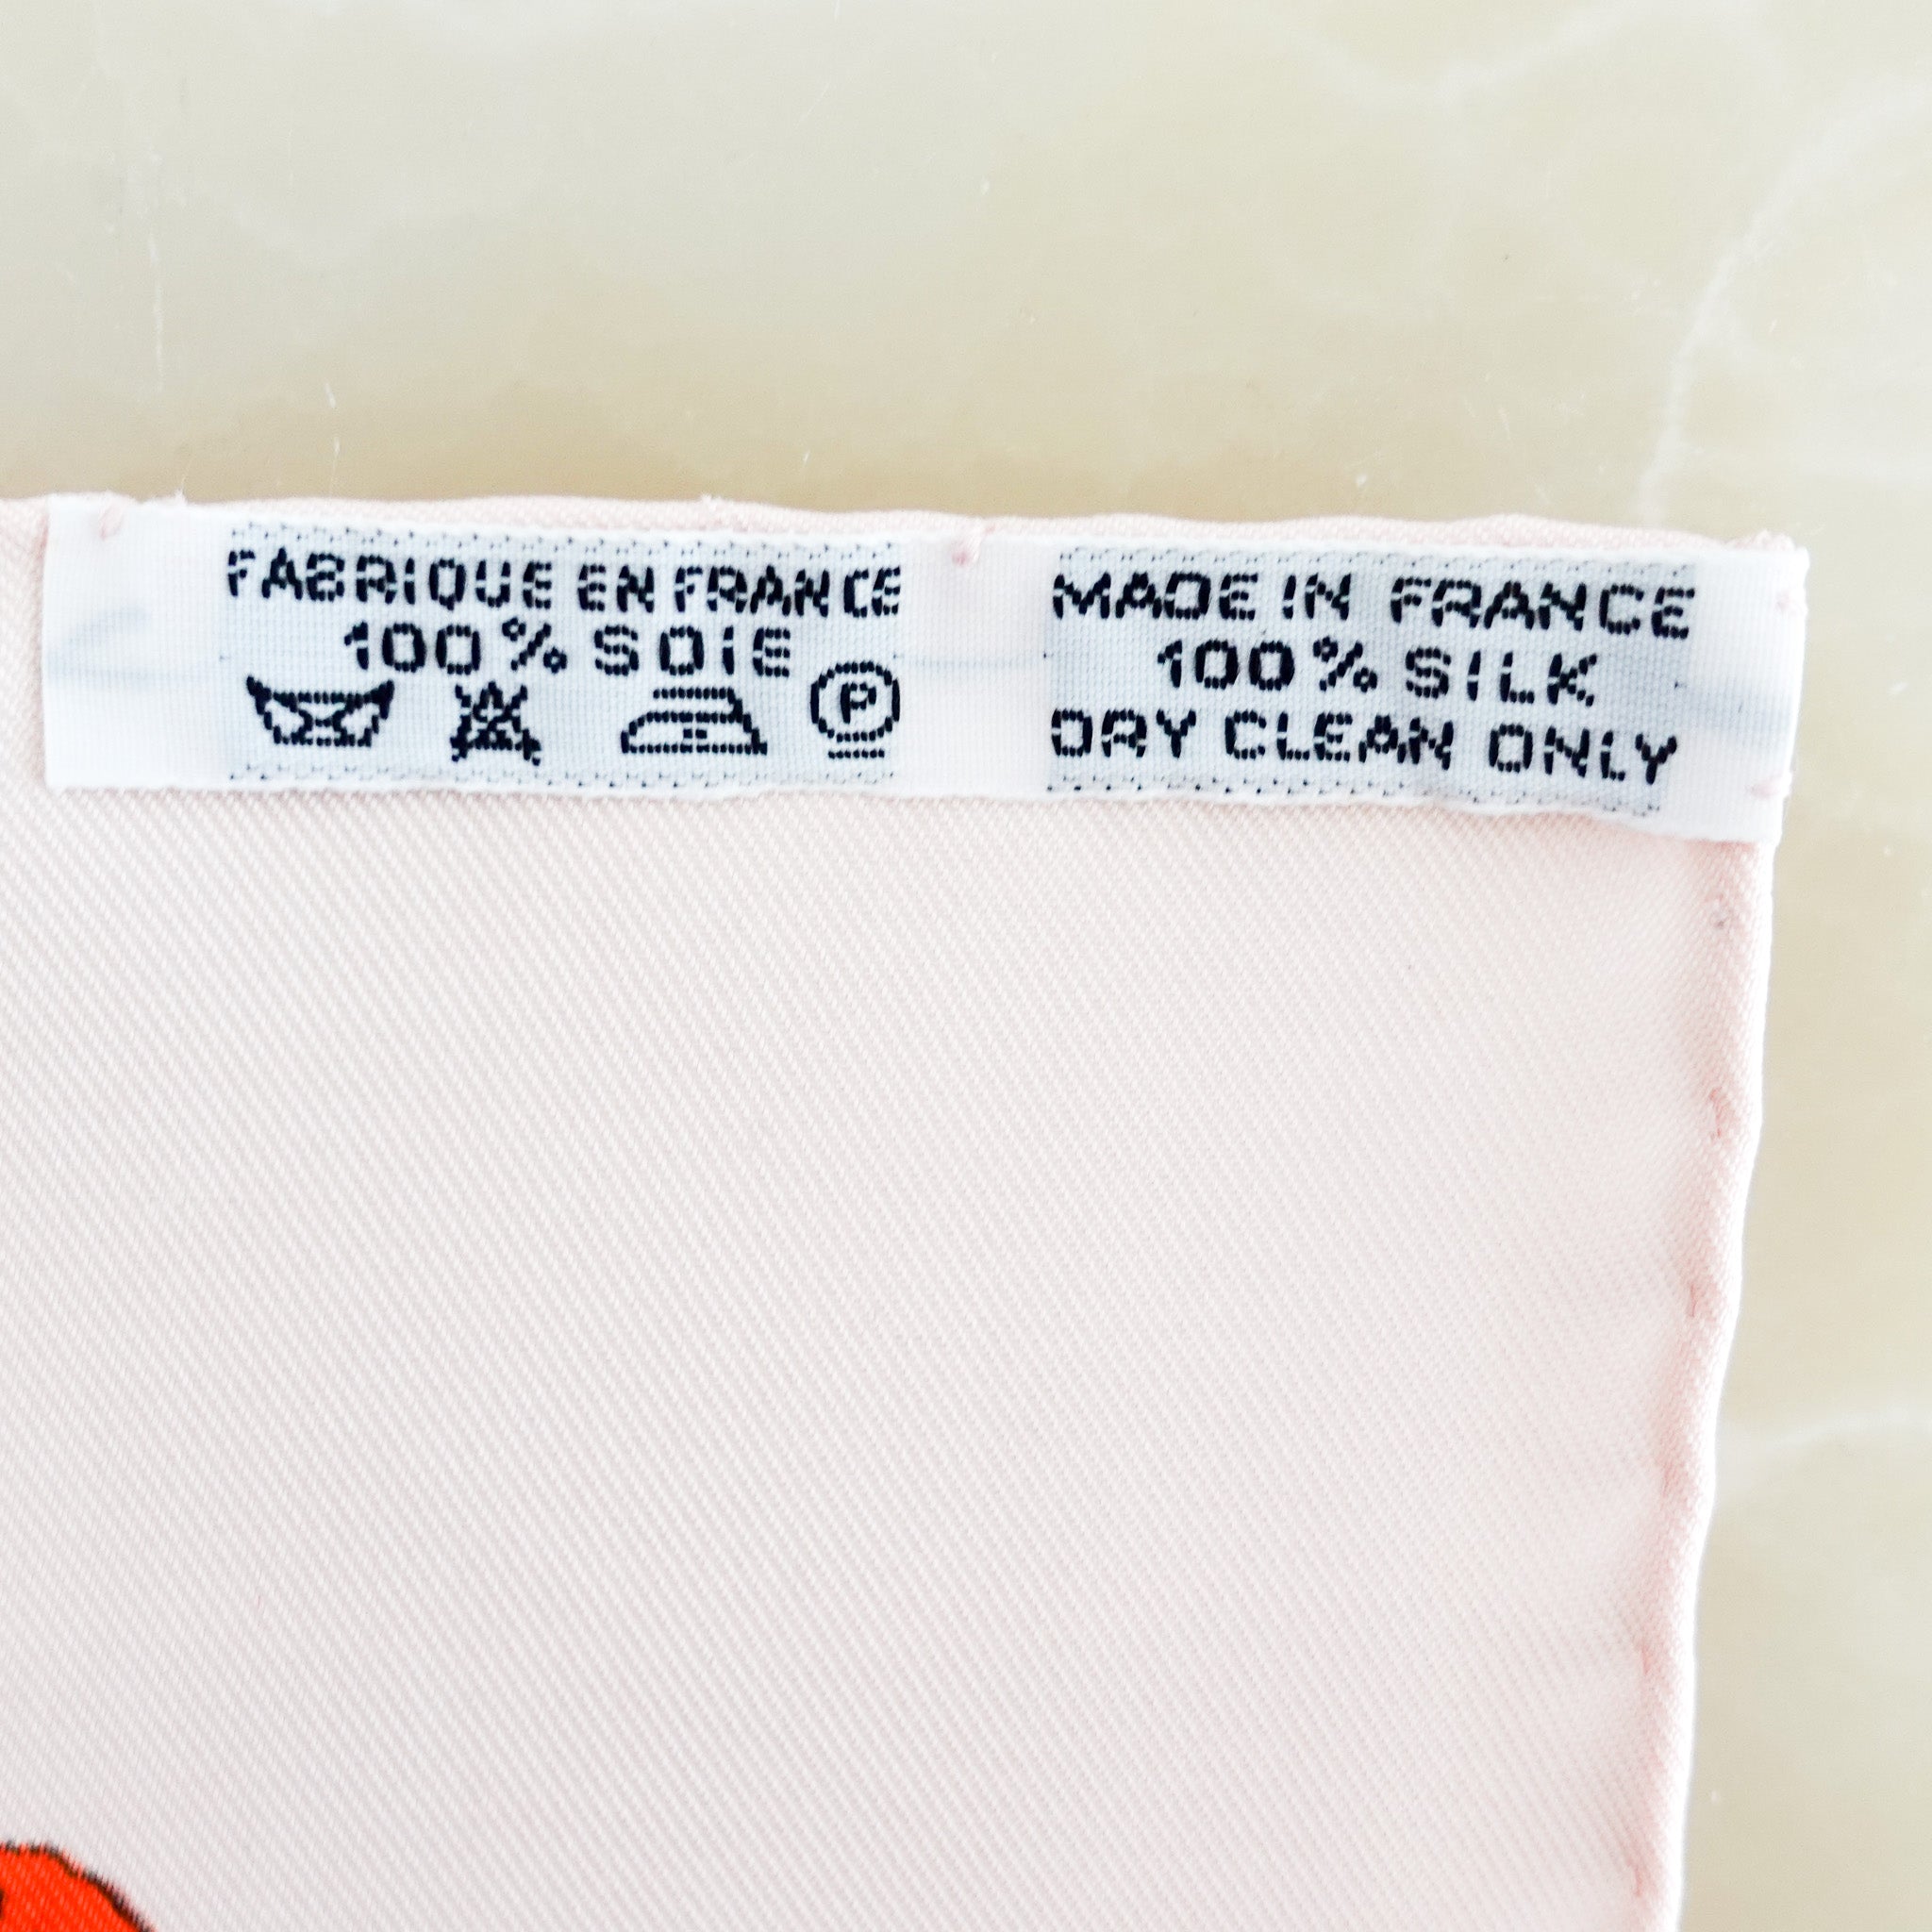 FABRIQUE EN FRANCE
100% SOIE
P
MADE IN FRANCE
100% SILK
DRY CLEAN ONLY